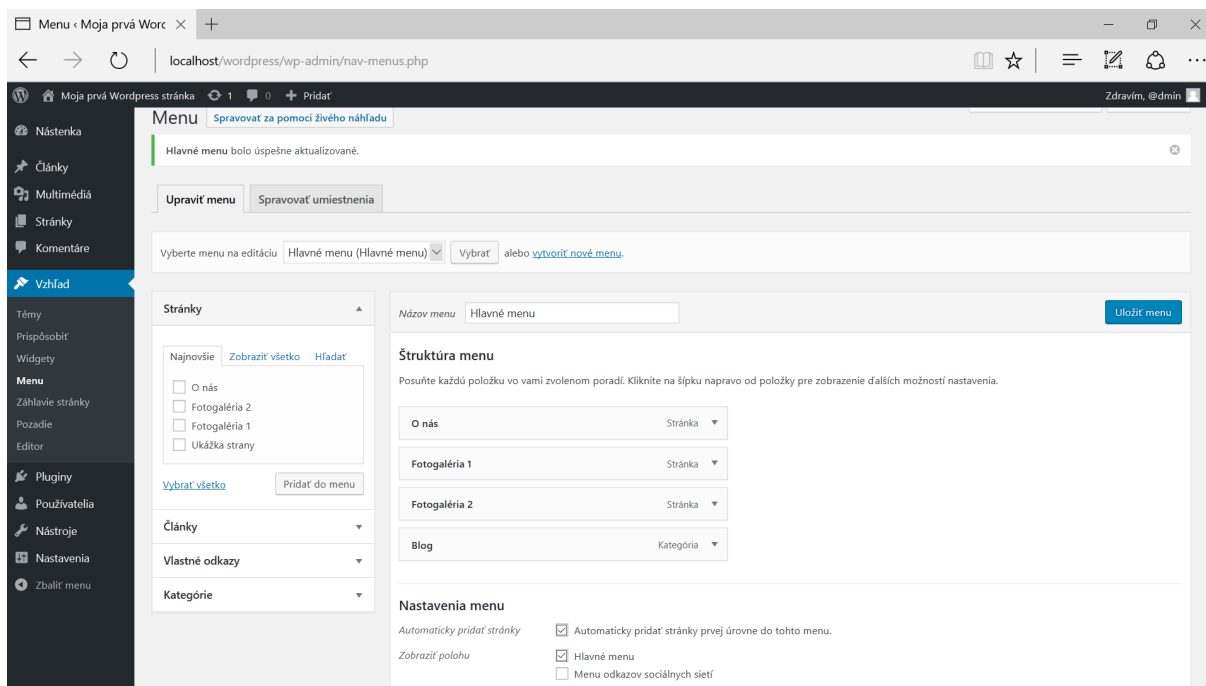 Menu ‹ Moja prvá Worc
localhost/wordpress/wp-admin/nav-menus.php
Moja prvá Wordpress stránka 1 0 Pridať Zdravím, @dmin
Nástenka
Články
Multimédiá
Stránky
Komentáre
Vzhľad
Témy
Prispôsobiť
Widgety
Menu
Záhlavie stránky
Pozadie
Editor
Pluginy
Používatelia
Nástroje
Nastavenia
Zbaliť menu
Menu Spravovať za pomoci živého náhľadu
Hlavné menu bolo úspešne aktualizované.
Upraviť menu Spravovať umiestnenia
Vyberte menu na editáciu Hlavné menu (Hlavné menu) Vybrať alebo vytvoriť nové menu.
Stránky
Najnovšie Zobraziť všetko Hľadať
O nás
Fotogaléria 2
Fotogaléria 1
Ukážka strany
Vybrať všetko Pridať do menu
Články
Vlastné odkazy
Kategórie
Názov menu Hlavné menu Uložiť menu
Štruktúra menu
Posuňte každú položku vo vami zvolenom poradí. Kliknite na šípku napravo od položky pre zobrazenie ďalších možností nastavenia.
O nás Stránka
Fotogaléria 1 Stránka
Fotogaléria 2 Stránka
Blog Kategória
Nastavenia menu
Automaticky pridať stránky Automaticky pridať stránky prvej úrovne do tohto menu.
Zobraziť polohu Hlavné menu
Menu odkazov sociálnych sietí